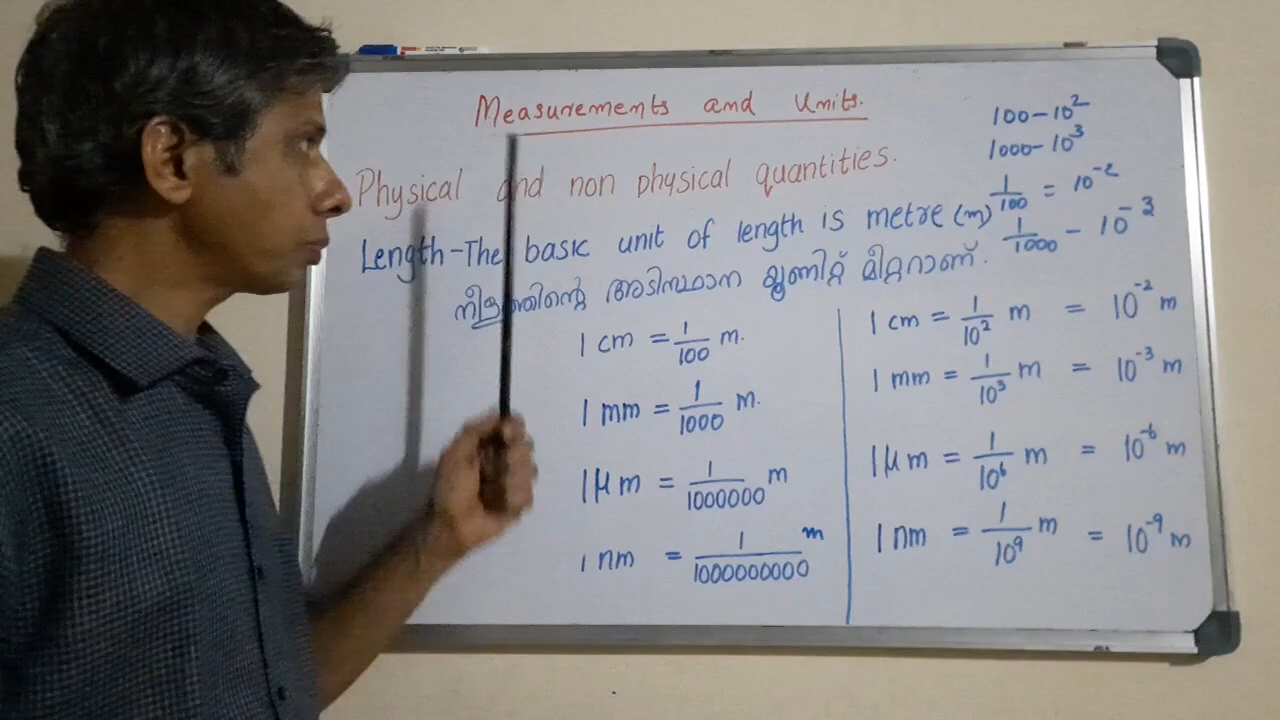 Measurements and Units.
Physical and non physical quantities.
Length-The basic unit of length is metre (m)
നീളത്തിന്റെ അടിസ്ഥാന യൂണിറ്റ് മീറ്ററാണ്.
100-10²
1000-10³
1/100 = 10⁻²
1/1000 - 10⁻³
1 cm = 1/100 m.
1 mm = 1/1000 m.
1 μm = 1/1000000 m
1 nm = 1/1000000000 m
1 cm = 1/10² m = 10⁻² m
1 mm = 1/10³ m = 10⁻³ m
1 μm = 1/10⁶ m = 10⁻⁶ m
1 nm = 1/10⁹ m = 10⁻⁹ m